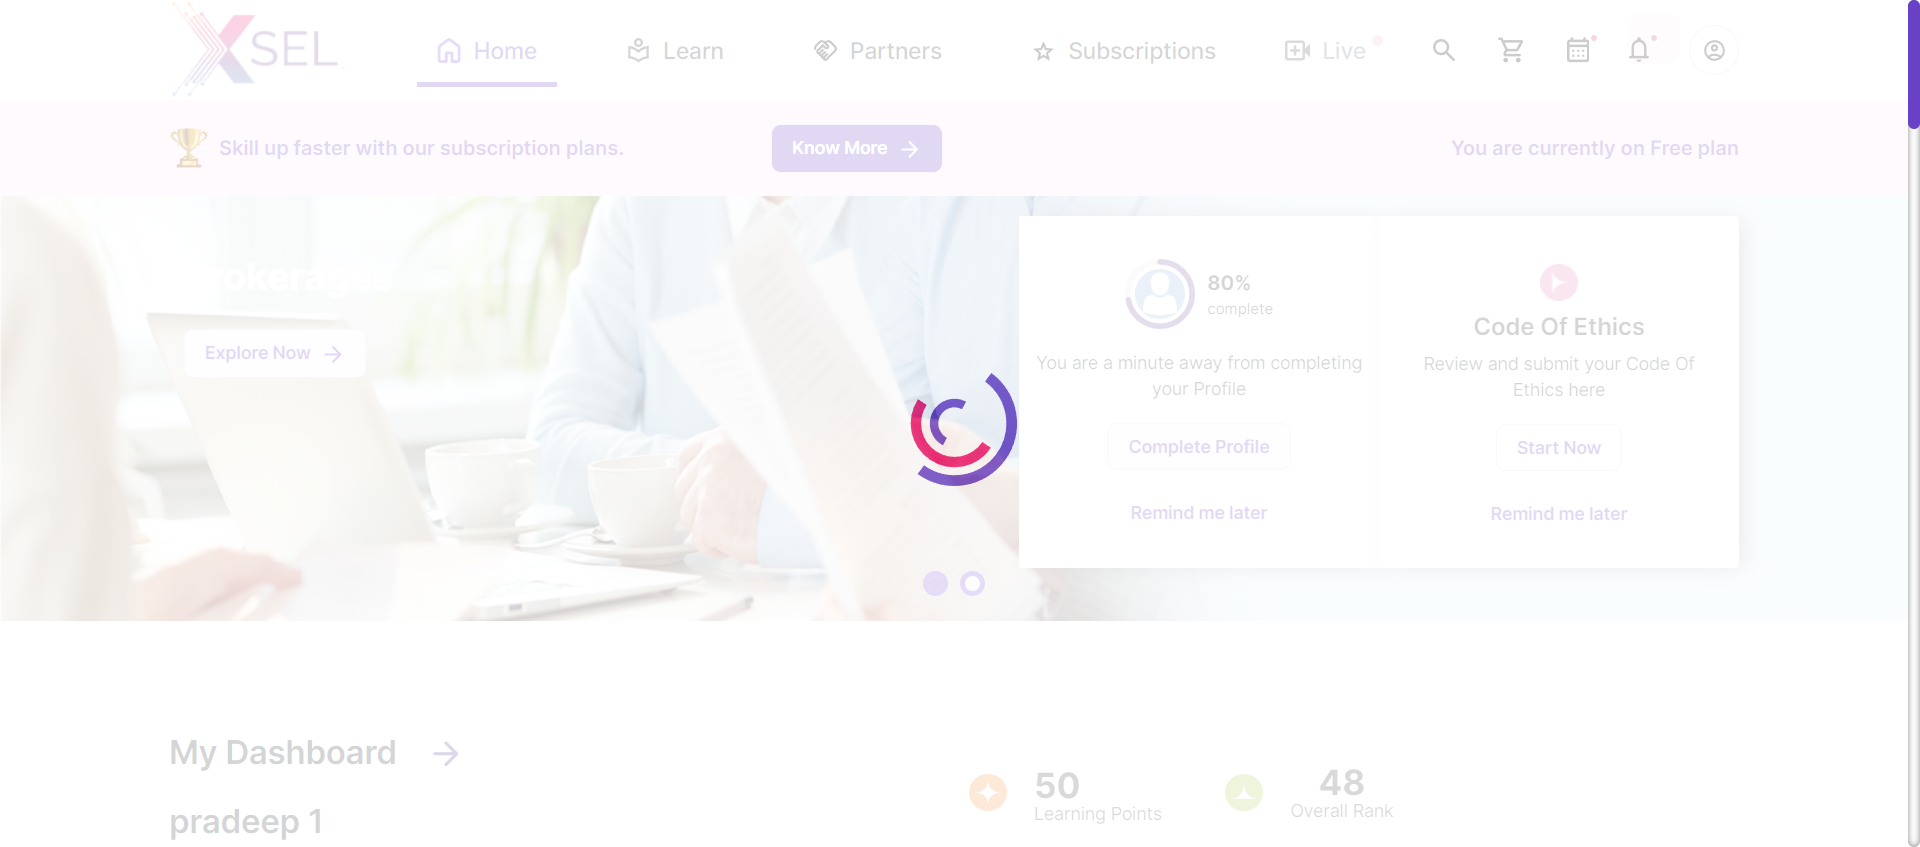 XSEL
Home
Learn
Partners
Subscriptions
Live
Skill up faster with our subscription plans.
Know More
You are currently on Free plan
rokerages
Explore Now
80%
complete
You are a minute away from completing
your Profile
Complete Profile
Remind me later
Code Of Ethics
Review and submit your Code Of
Ethics here
Start Now
Remind me later
My Dashboard
pradeep 1
50
Learning Points
48
Overall Rank